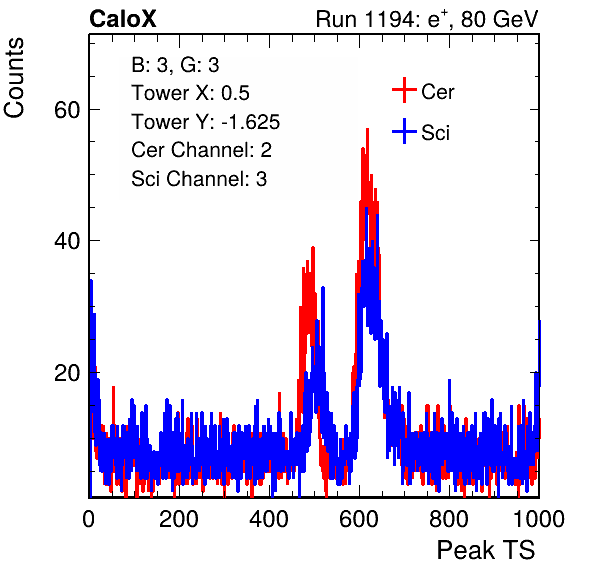 CaloX Run 1194: e⁺, 80 GeV
B: 3, G: 3
Tower X: 0.5
Tower Y: -1.625
Cer Channel: 2
Sci Channel: 3
Cer
Sci
Counts
60
40
20
0 200 400 600 800 1000
Peak TS